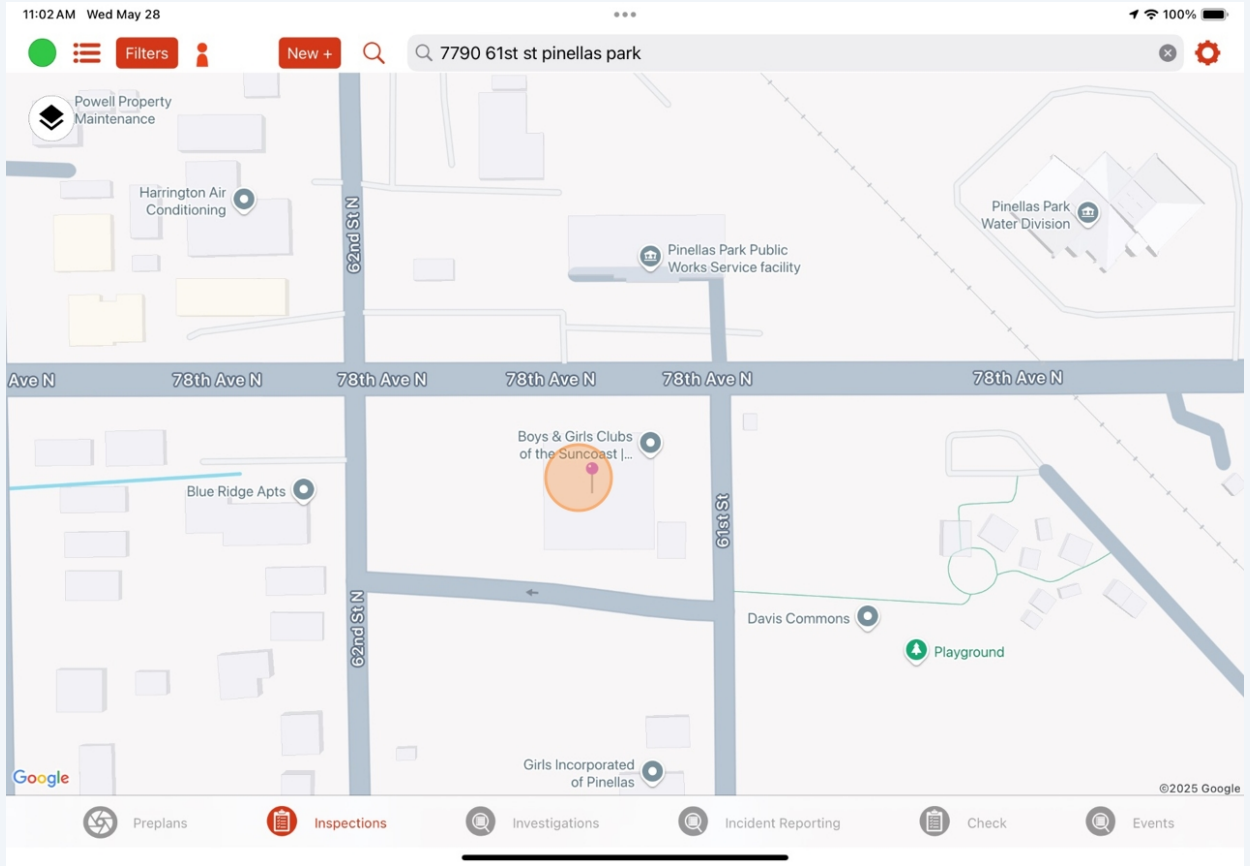 11:02 AM Wed May 28
100%
Filters
New +
7790 61st st pinellas park
Powell Property
Maintenance
Harrington Air
Conditioning
62nd St N
Pinellas Park Public
Works Service facility
Pinellas Park
Water Division
Ave N
78th Ave N
78th Ave N
78th Ave N
78th Ave N
78th Ave N
Boys & Girls Clubs
of the Suncoast |...
Blue Ridge Apts
61st St
62nd St N
Davis Commons
Playground
Girls Incorporated
of Pinellas
Google
©2025 Google
Preplans
Inspections
Investigations
Incident Reporting
Check
Events